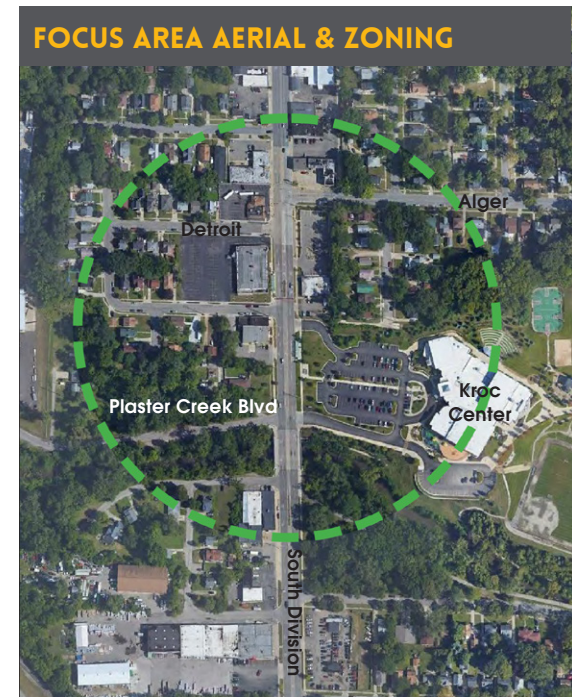 FOCUS AREA AERIAL & ZONING
Alger
Detroit
Kroc
Center
Plaster Creek Blvd
South Division